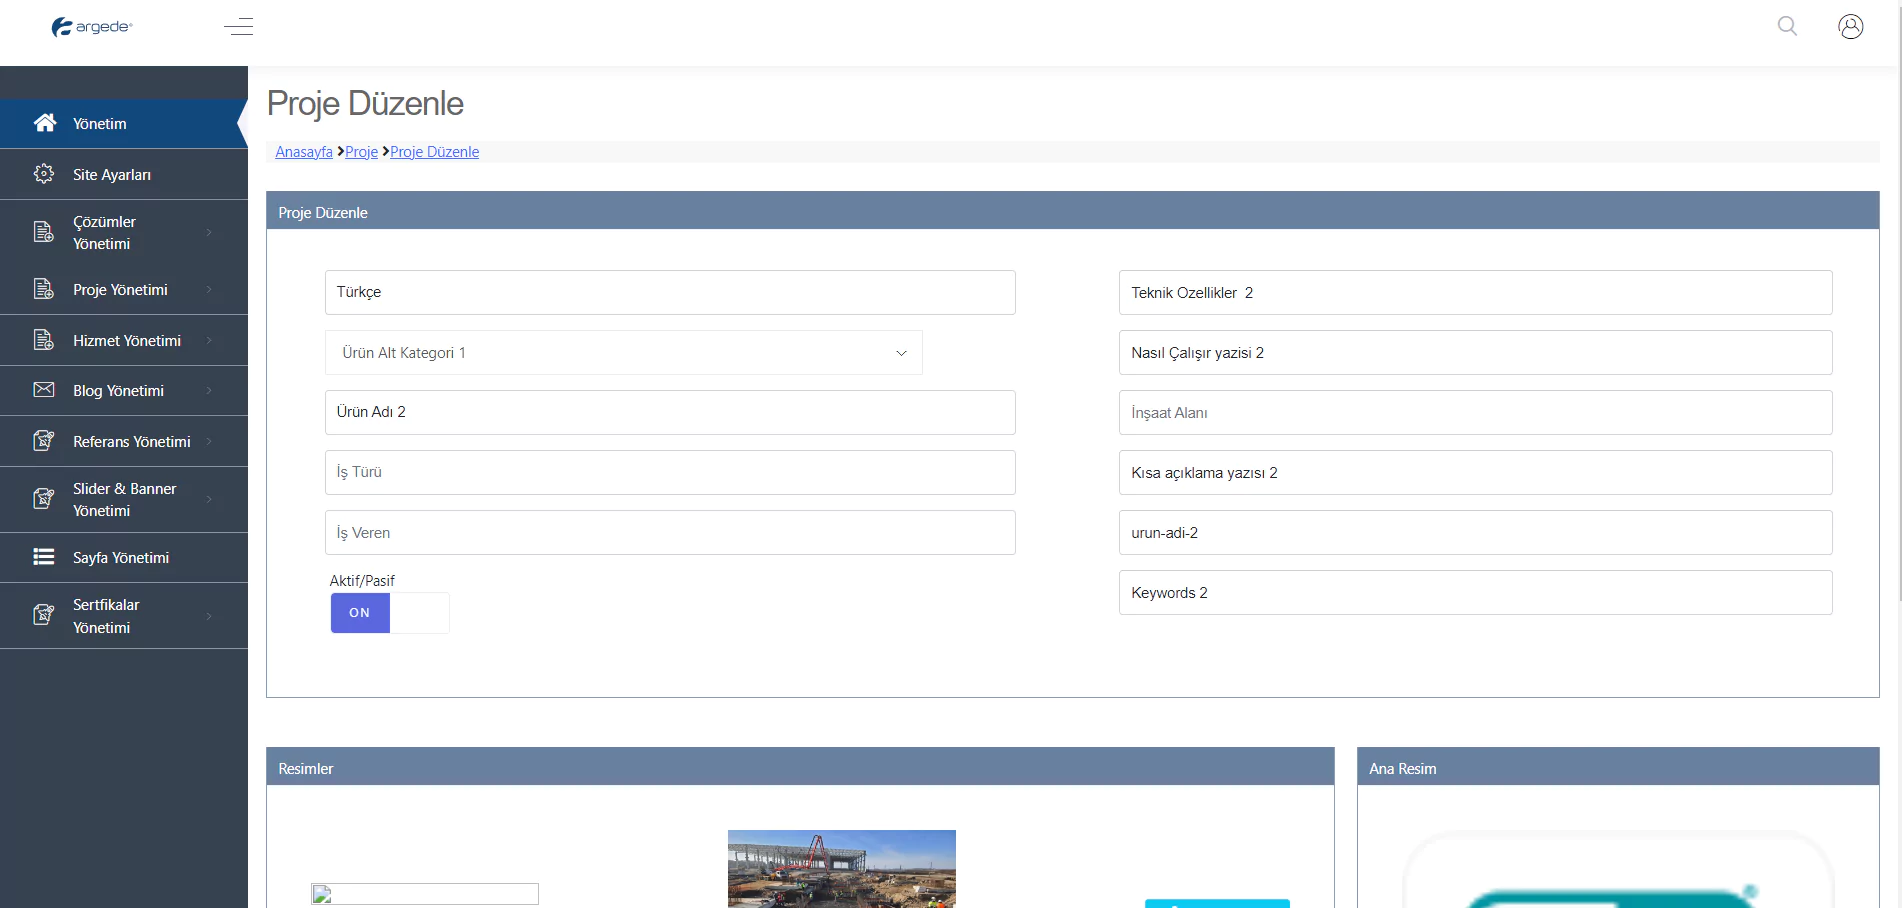 argede®
Proje Düzenle
Anasayfa
Proje
Proje Düzenle
Yönetim
Site Ayarları
Çözümler
Yönetimi
Proje Yönetimi
Hizmet Yönetimi
Blog Yönetimi
Referans Yönetimi
Slider & Banner
Yönetimi
Sayfa Yönetimi
Sertfikalar
Yönetimi
Proje Düzenle
Türkçe
Ürün Alt Kategori 1
Ürün Adı 2
İş Türü
İş Veren
Aktif/Pasif
ON
Teknik Ozellikler  2
Nasıl Çalışır yazisi 2
İnşaat Alanı
Kısa açıklama yazısı 2
urun-adi-2
Keywords 2
Resimler
Ana Resim
®